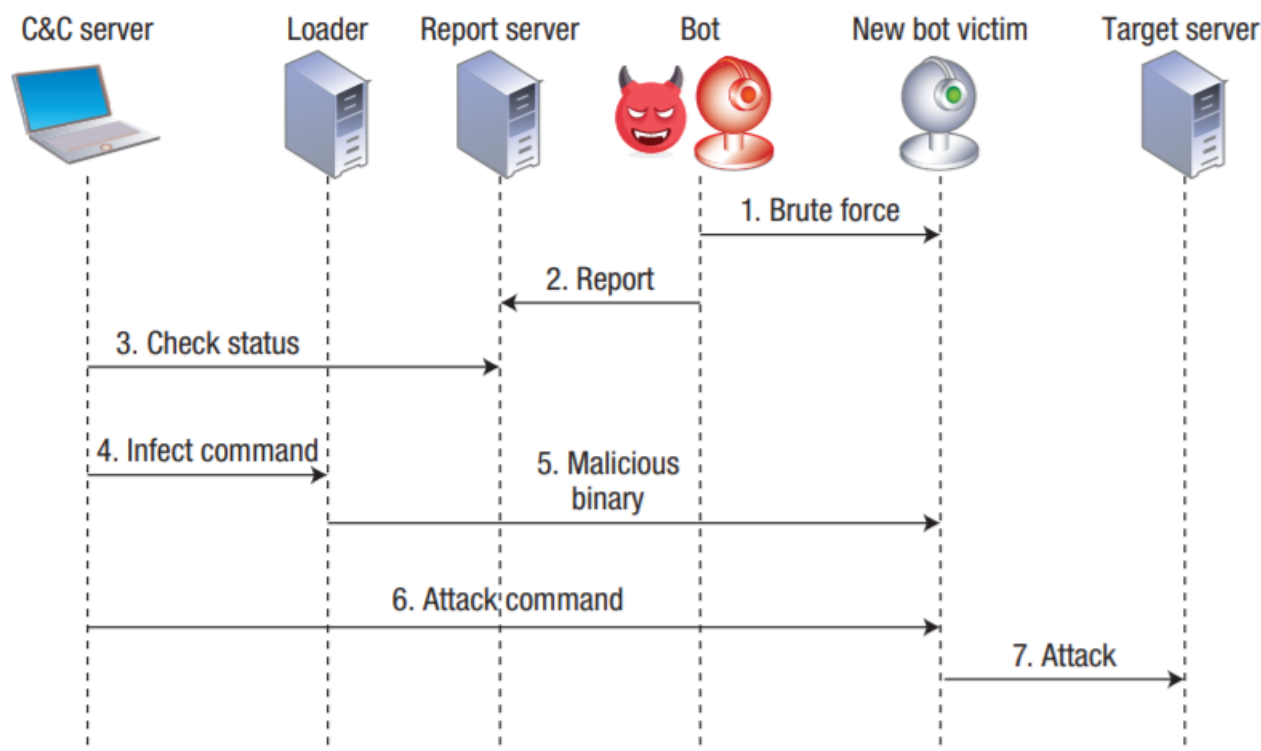 C&C server
Loader
Report server
Bot
New bot victim
Target server
1. Brute force
2. Report
3. Check status
4. Infect command
5. Malicious
binary
6. Attack command
7. Attack